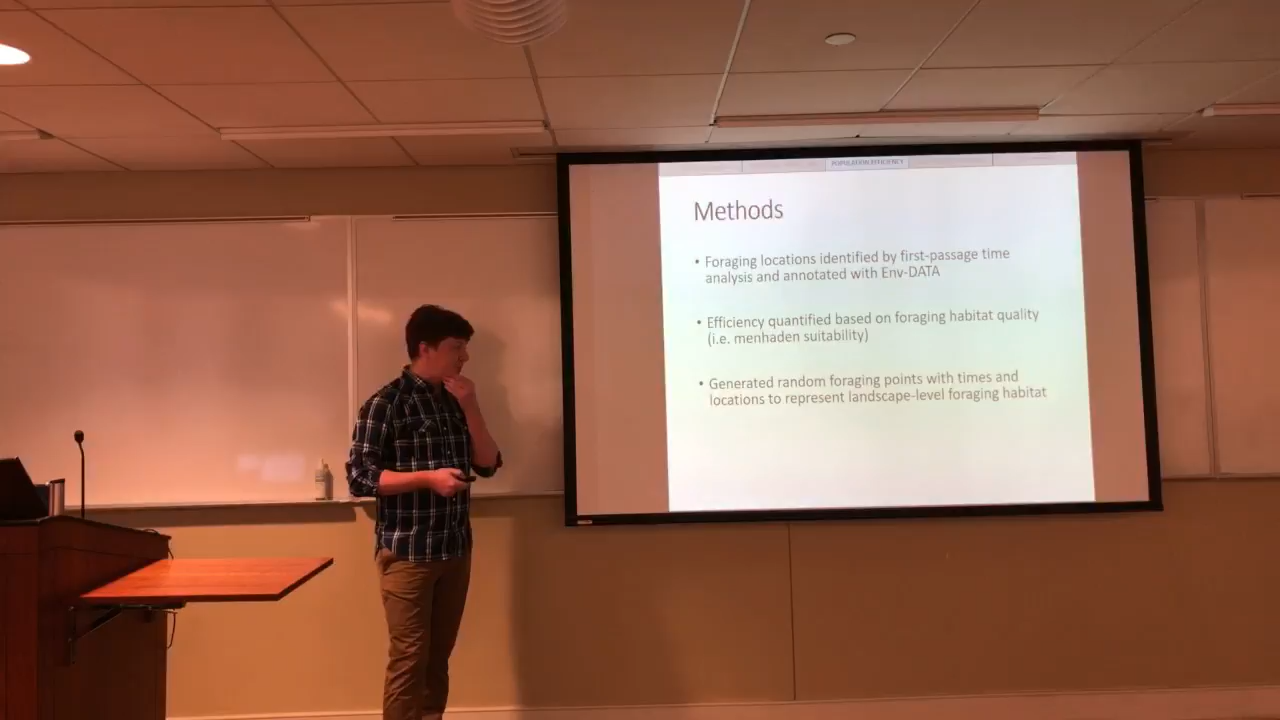 POPULATION EFFICIENCY
Methods
• Foraging locations identified by first-passage time
analysis and annotated with Env-DATA
• Efficiency quantified based on foraging habitat quality
(i.e. menhaden suitability)
• Generated random foraging points with times and
locations to represent landscape-level foraging habitat